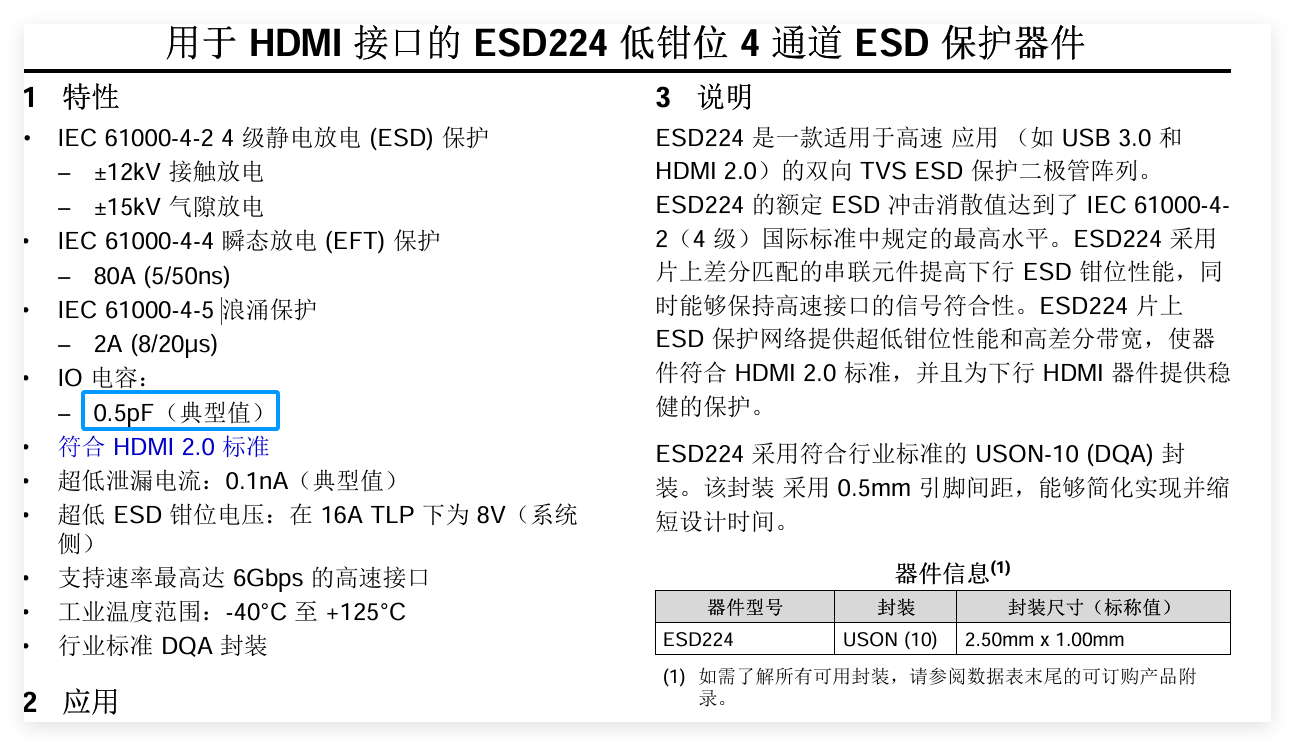 用于 HDMI 接口的 ESD224 低钳位 4 通道 ESD 保护器件
1 特性
• IEC 61000-4-2 4 级静电放电 (ESD) 保护
– ±12kV 接触放电
– ±15kV 气隙放电
• IEC 61000-4-4 瞬态放电 (EFT) 保护
– 80A (5/50ns)
• IEC 61000-4-5 浪涌保护
– 2A (8/20µs)
• IO 电容：
– 0.5pF（典型值）
• 符合 HDMI 2.0 标准
• 超低泄漏电流：0.1nA（典型值）
• 超低 ESD 钳位电压：在 16A TLP 下为 8V（系统
侧）
• 支持速率最高达 6Gbps 的高速接口
• 工业温度范围：-40°C 至 +125°C
• 行业标准 DQA 封装
2 应用
3 说明
ESD224 是一款适用于高速 应用 （如 USB 3.0 和
HDMI 2.0）的双向 TVS ESD 保护二极管阵列。
ESD224 的额定 ESD 冲击消散值达到了 IEC 61000-4-
2（4 级）国际标准中规定的最高水平。ESD224 采用
片上差分匹配的串联元件提高下行 ESD 钳位性能，同
时能够保持高速接口的信号符合性。ESD224 片上
ESD 保护网络提供超低钳位性能和高差分带宽，使器
件符合 HDMI 2.0 标准，并且为下行 HDMI 器件提供稳
健的保护。
ESD224 采用符合行业标准的 USON-10 (DQA) 封
装。该封装 采用 0.5mm 引脚间距，能够简化实现并缩
短设计时间。
器件信息(1)
器件型号 封装 封装尺寸（标称值）
ESD224 USON (10) 2.50mm x 1.00mm
(1) 如需了解所有可用封装，请参阅数据表末尾的可订购产品附
录。